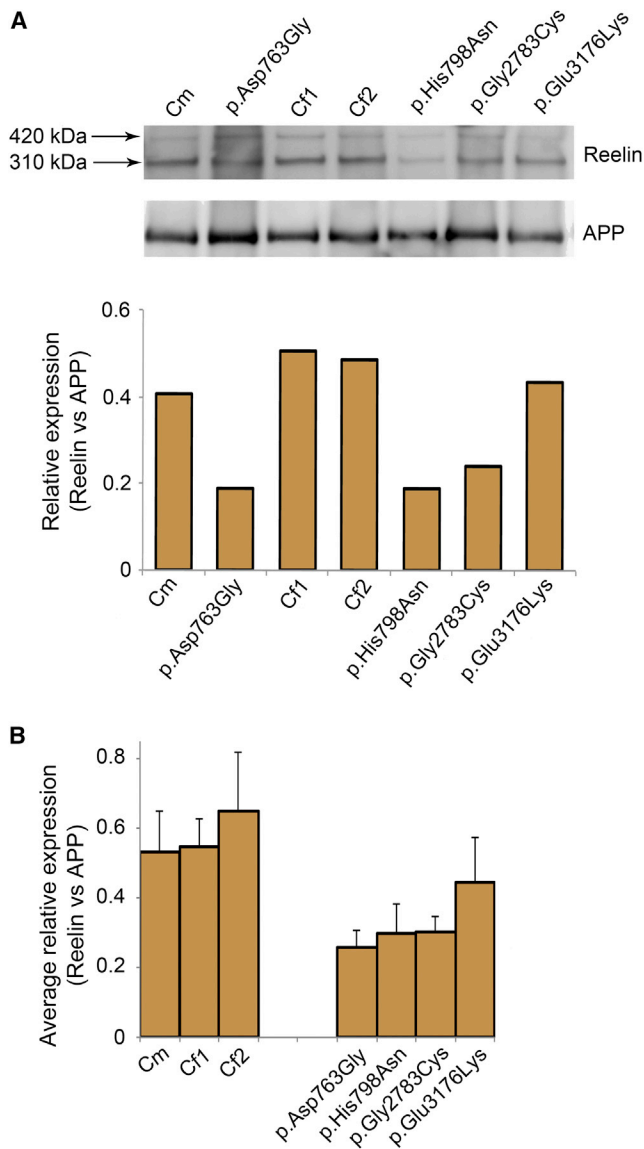 A
Cm
p.Asp763Gly
Cf1
Cf2
p.His798Asn
p.Gly2783Cys
p.Glu3176Lys
420 kDa
310 kDa
Reelin
APP
Relative expression
(Reelin vs APP)
0.6
0.4
0.2
0
Cm
p.Asp763Gly
Cf1
Cf2
p.His798Asn
p.Gly2783Cys
p.Glu3176Lys
B
Average relative expression
(Reelin vs APP)
0.8
0.6
0.4
0.2
0
Cm
Cf1
Cf2
p.Asp763Gly
p.His798Asn
p.Gly2783Cys
p.Glu3176Lys